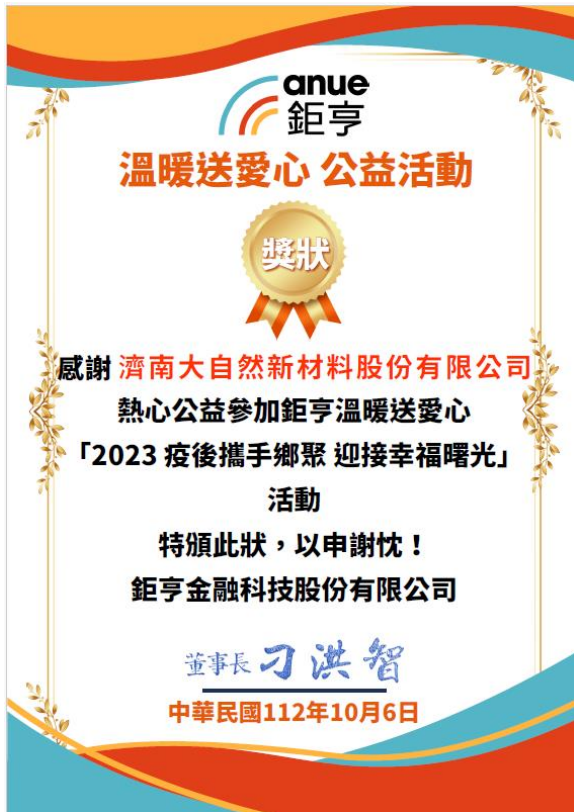 anue
鉅亨
溫暖送愛心 公益活動
獎狀
感謝 濟南大自然新材料股份有限公司
熱心公益參加鉅亨溫暖送愛心
「2023 疫後攜手鄉聚 迎接幸福曙光」
活動
特頒此狀，以申謝忱！
鉅亨金融科技股份有限公司
董事長 刁洪智
中華民國112年10月6日